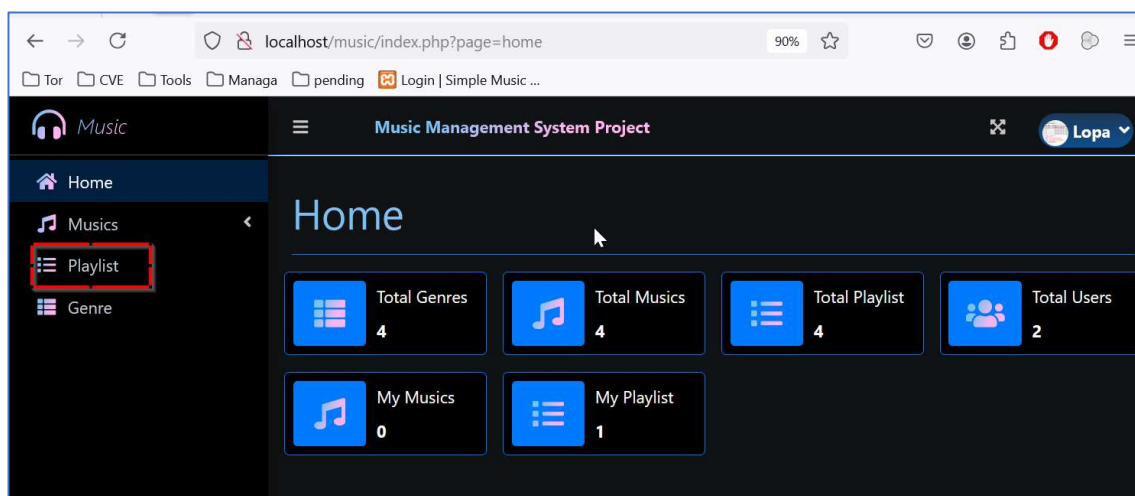 localhost/music/index.php?page=home 90%
Tor CVE Tools Managa pending Login | Simple Music ...
Music Music Management System Project Lopa
Home
Musics
Playlist
Genre
Home
Total Genres
4
Total Musics
4
Total Playlist
4
Total Users
2
My Musics
0
My Playlist
1